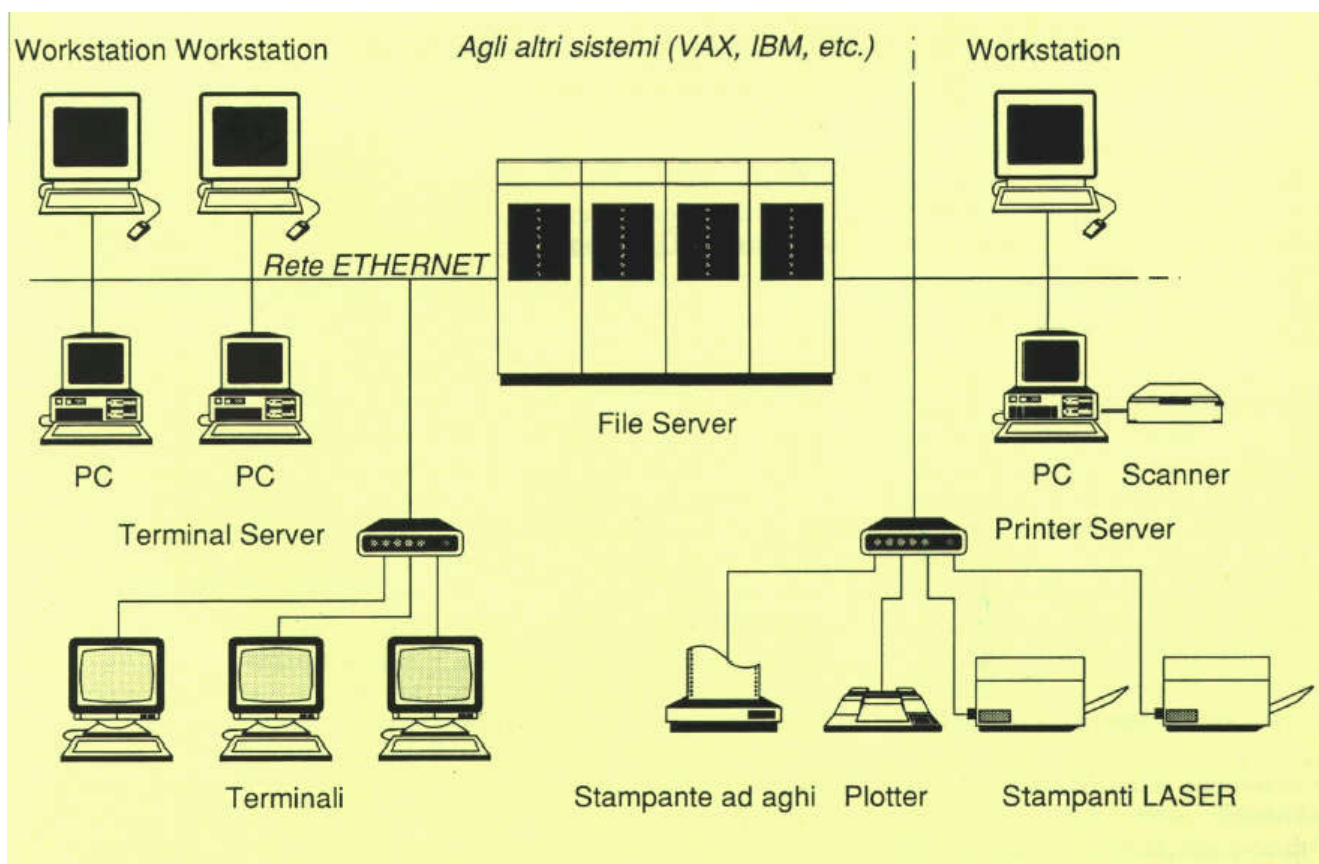 Workstation Workstation
Agli altri sistemi (VAX, IBM, etc.)
Workstation
Rete ETHERNET
File Server
PC
PC
PC
Scanner
Terminal Server
Printer Server
Terminali
Stampante ad aghi
Plotter
Stampanti LASER